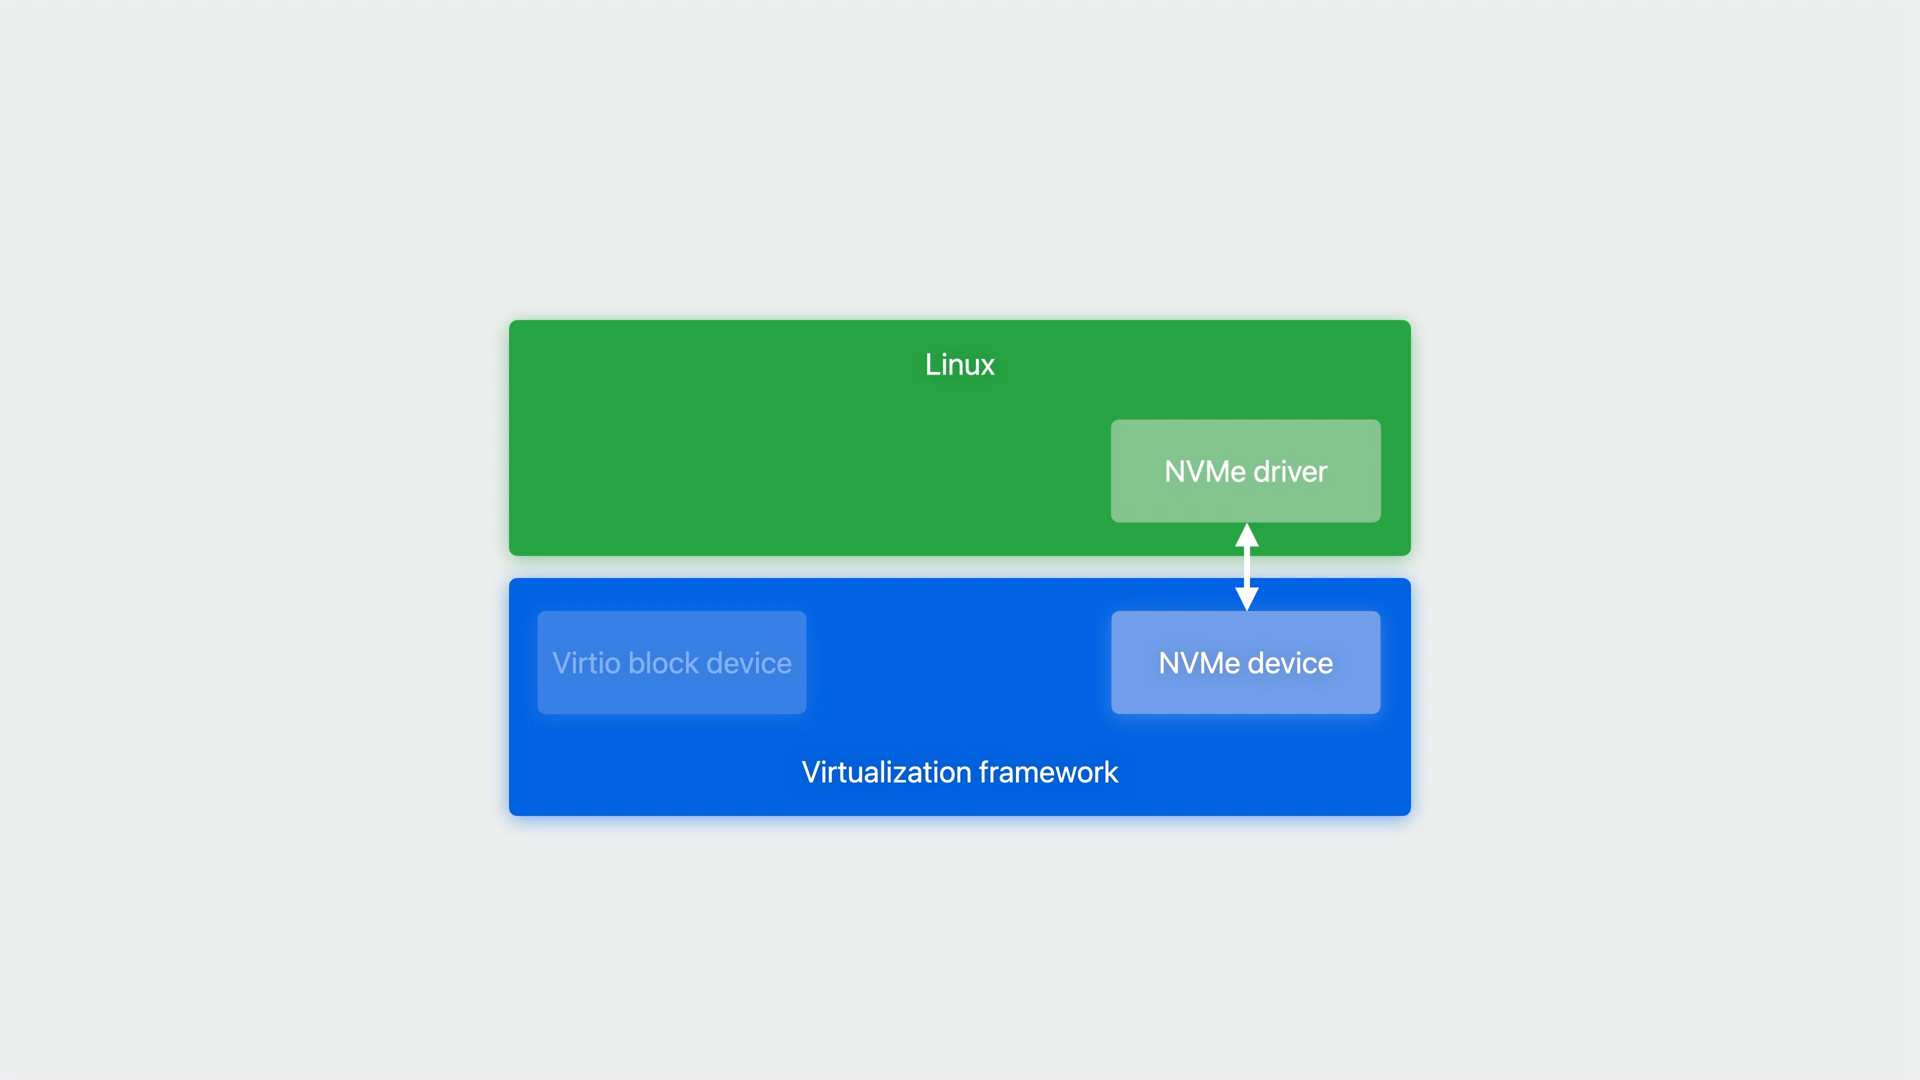 Linux
NVMe driver
Virtio block device
NVMe device
Virtualization framework